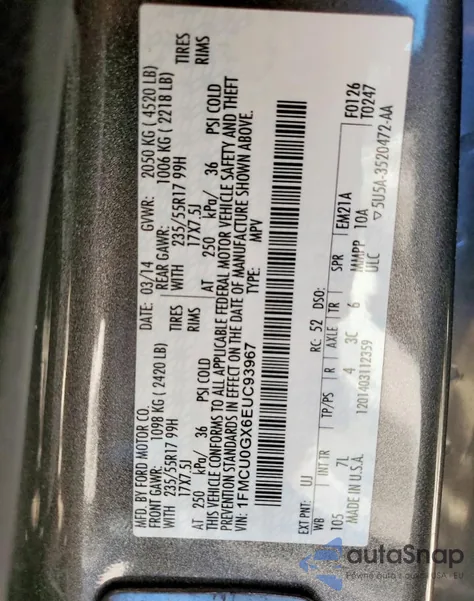 MFD. BY FORD MOTOR CO.
DATE: 03/14 GVWR: 2050 KG ( 4520 LB)
FRONT GAWR: 1098 KG ( 2420 LB) REAR GAWR: 1006 KG ( 2218 LB)
WITH 235/55R17 99H TIRES WITH 235/55R17 99H TIRES
17X7.5J RIMS 17X7.5J RIMS
AT 250 kPa/ 36 PSI COLD AT 250 kPa/ 36 PSI COLD
THIS VEHICLE CONFORMS TO ALL APPLICABLE FEDERAL MOTOR VEHICLE SAFETY AND THEFT
PREVENTION STANDARDS IN EFFECT ON THE DATE OF MANUFACTURE SHOWN ABOVE.
VIN: 1FMCU0GX6EUC93967 TYPE: MPV
F0126
T0247
EXT PNT: UJ RC: 52 DSO:
WB INT TR TP/PS R AXLE TR SPR EM21A
105 7L 4 3C 6 MMPP 10A
MADE IN U.S.A. ULC
▽5U5A-3520472-AA
1201403112359
autoSnap
Pewne auta z aukcji USA i EU